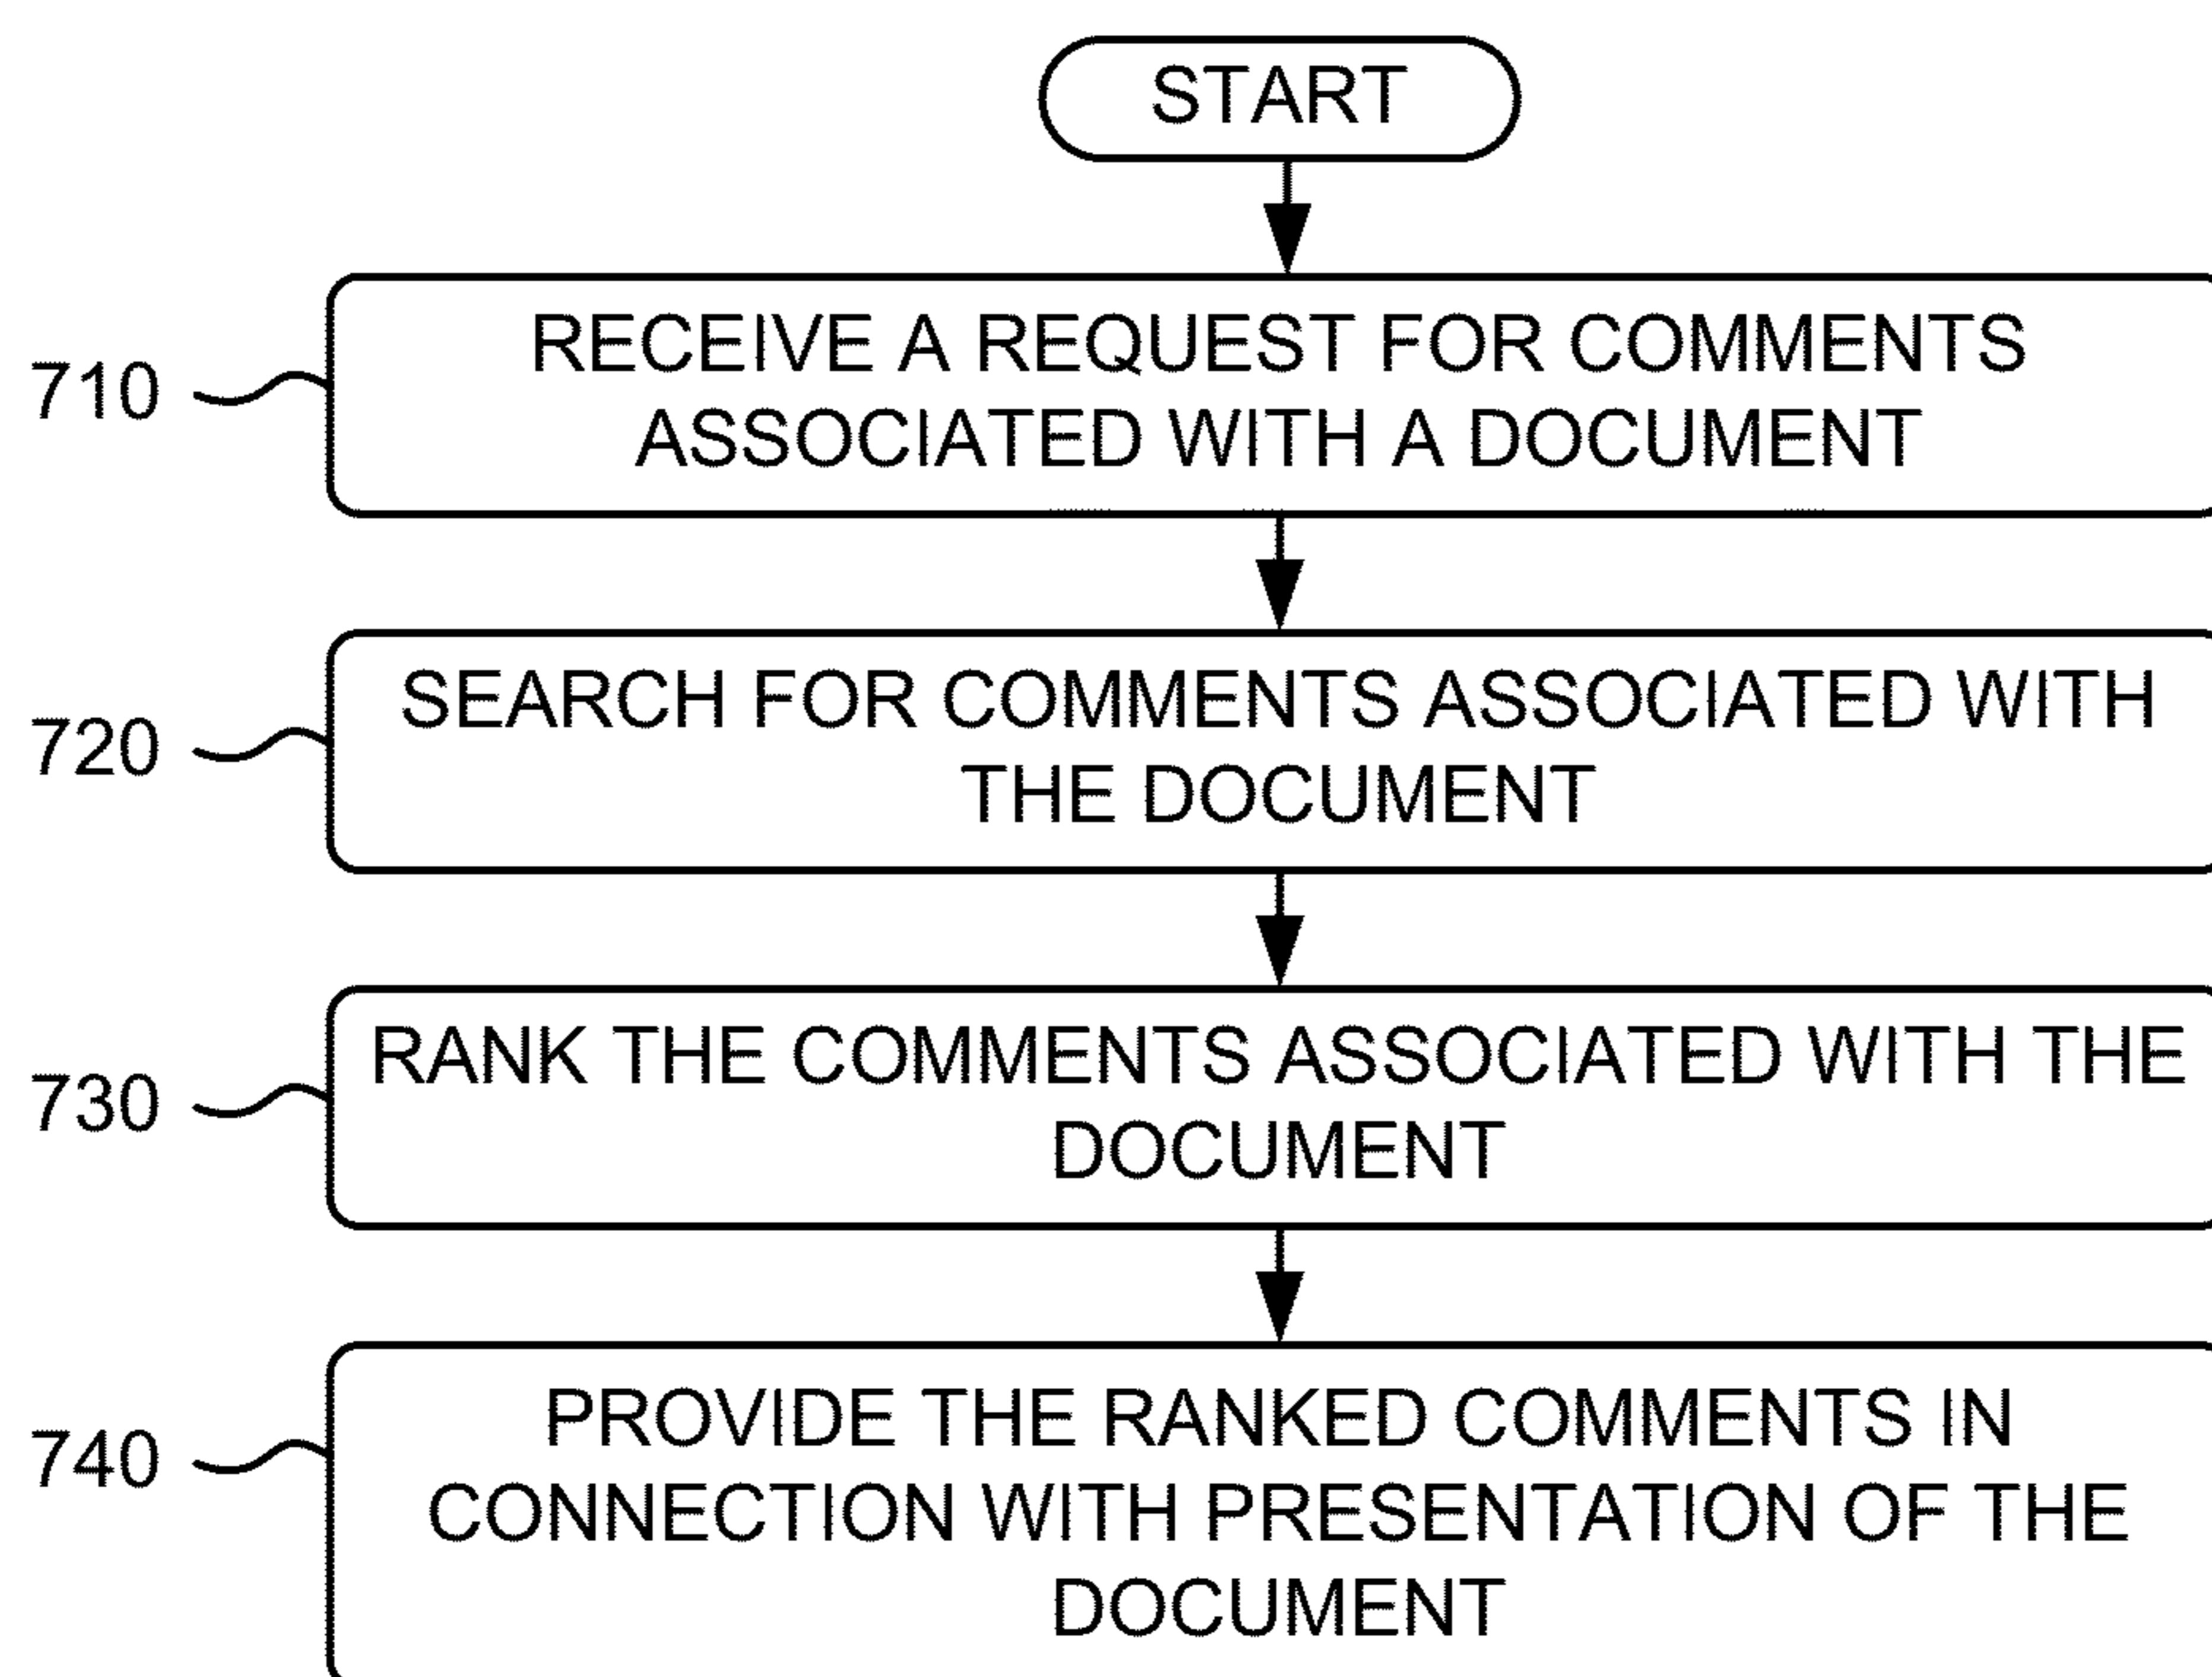 START
710
RECEIVE A REQUEST FOR COMMENTS
ASSOCIATED WITH A DOCUMENT
720
SEARCH FOR COMMENTS ASSOCIATED WITH
THE DOCUMENT
730
RANK THE COMMENTS ASSOCIATED WITH THE
DOCUMENT
740
PROVIDE THE RANKED COMMENTS IN
CONNECTION WITH PRESENTATION OF THE
DOCUMENT